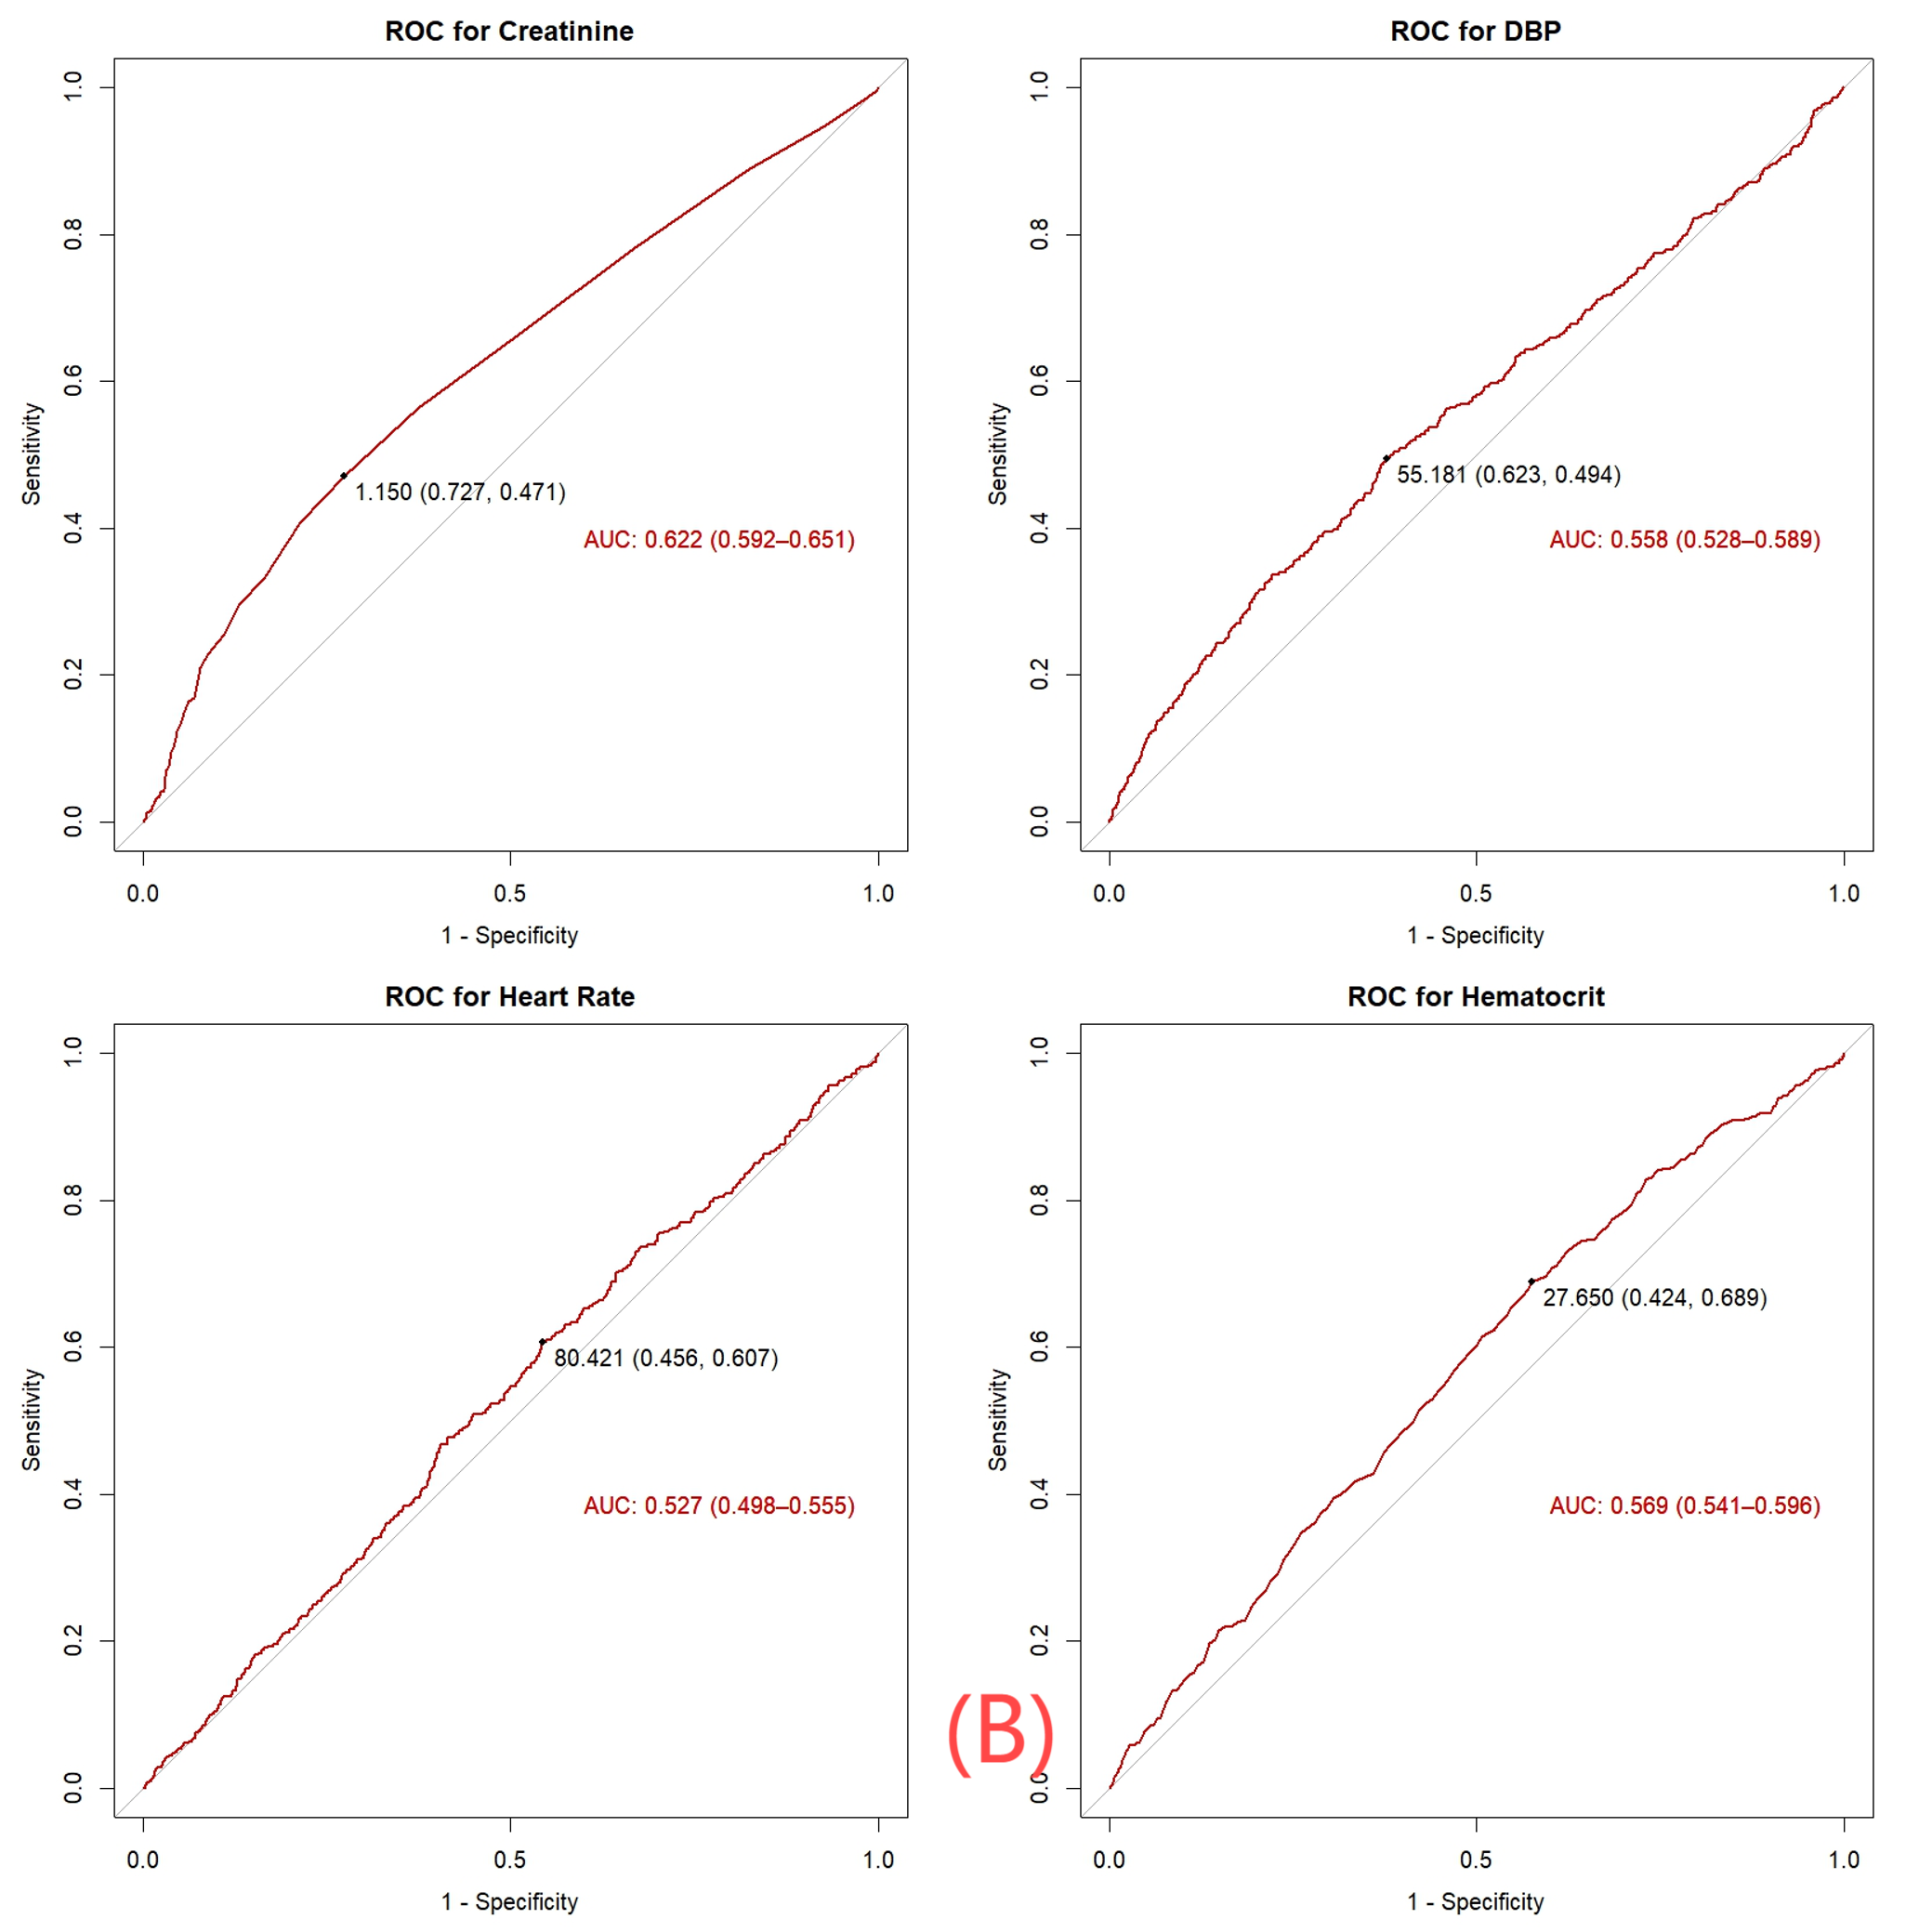 ROC for Creatinine
1.0
0.8
0.6
0.4
0.2
0.0
Sensitivity
1.150 (0.727, 0.471)
AUC: 0.622 (0.592–0.651)
0.0 0.5 1.0
1 - Specificity
ROC for DBP
1.0
0.8
0.6
0.4
0.2
0.0
Sensitivity
55.181 (0.623, 0.494)
AUC: 0.558 (0.528–0.589)
0.0 0.5 1.0
1 - Specificity
ROC for Heart Rate
1.0
0.8
0.6
0.4
0.2
0.0
Sensitivity
80.421 (0.456, 0.607)
AUC: 0.527 (0.498–0.555)
0.0 0.5 1.0
1 - Specificity
ROC for Hematocrit
1.0
0.8
0.6
0.4
0.2
0.0
Sensitivity
27.650 (0.424, 0.689)
AUC: 0.569 (0.541–0.596)
0.0 0.5 1.0
1 - Specificity
(B)